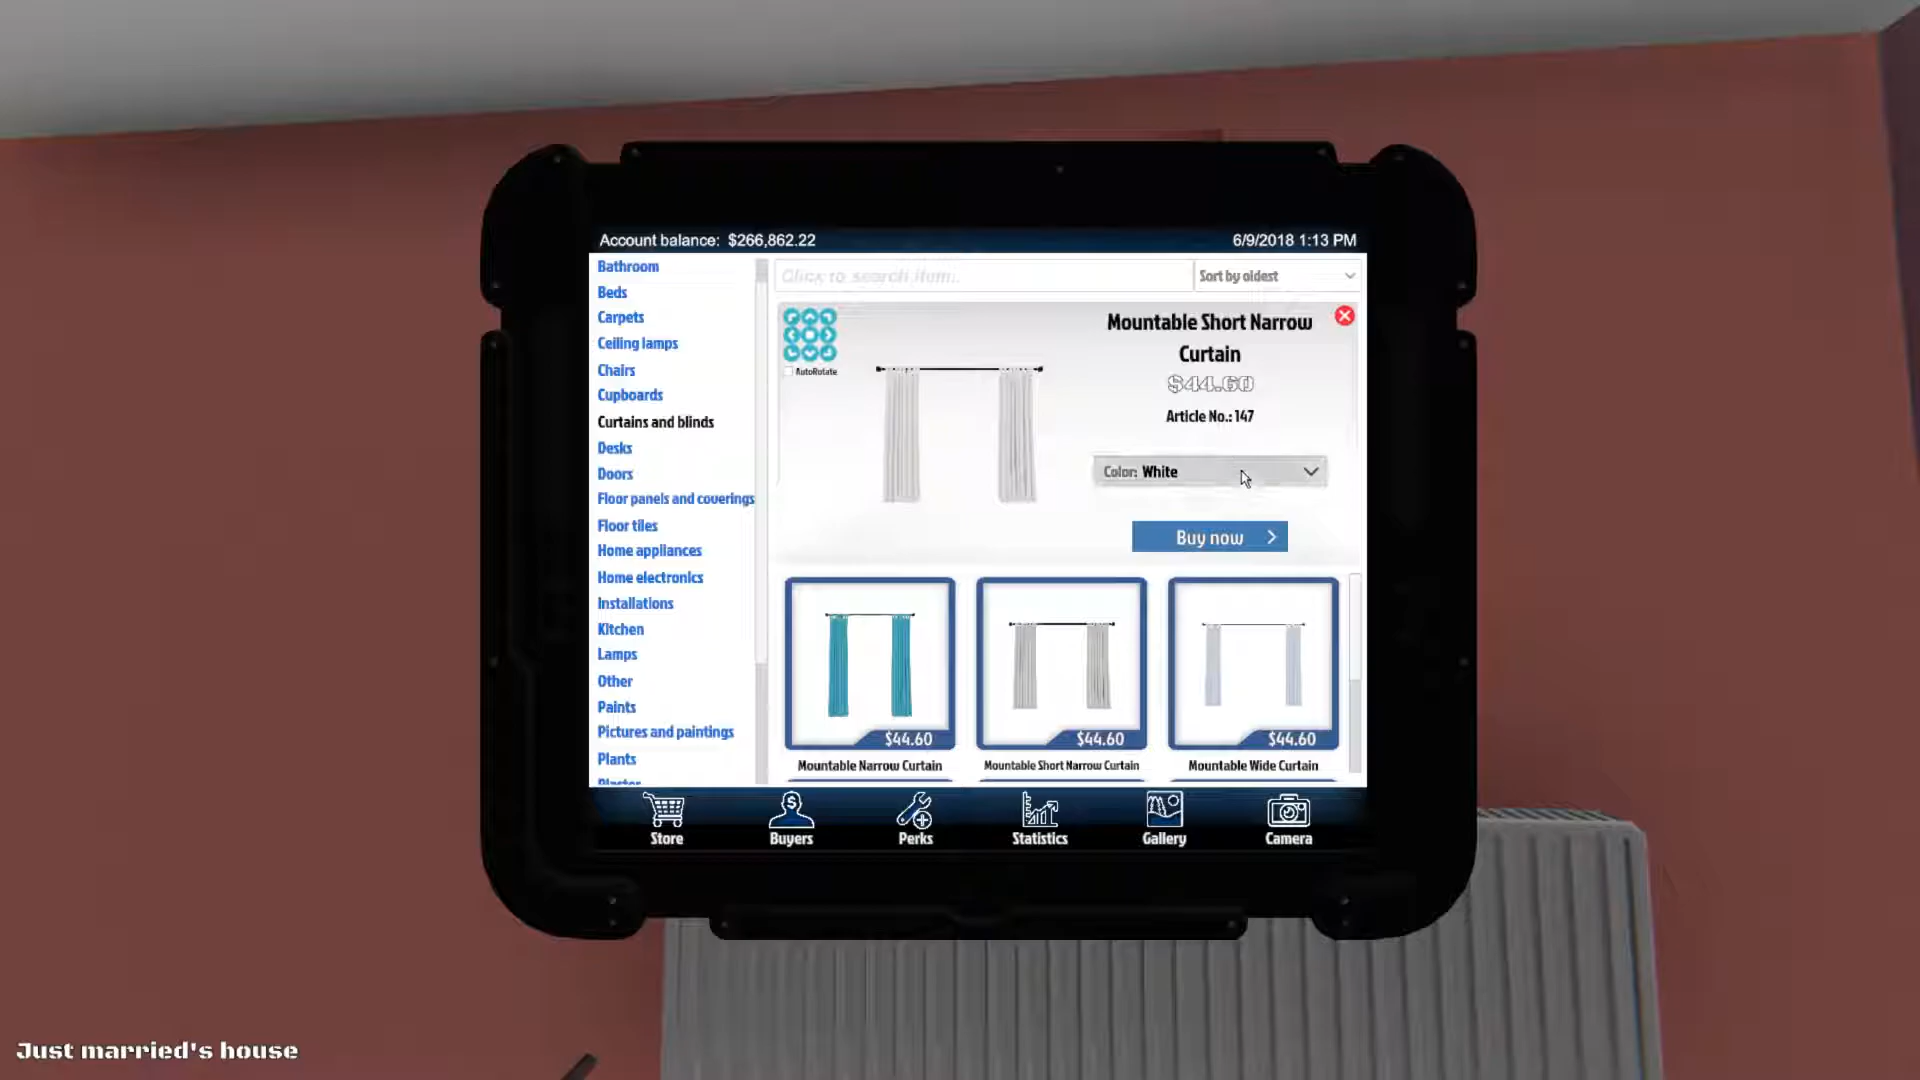 Account balance: $266,862.22
6/9/2018 1:13 PM
Bathroom
Beds
Carpets
Ceiling lamps
Chairs
Cupboards
Curtains and blinds
Desks
Doors
Floor panels and coverings
Floor tiles
Home appliances
Home electronics
Installations
Kitchen
Lamps
Other
Paints
Pictures and paintings
Plants
Plaster
Click to search item..
Sort by oldest
AutoRotate
Mountable Short Narrow
Curtain
$44.60
Article No.: 147
Color: White
Buy now
$44.60
$44.60
$44.60
Mountable Narrow Curtain
Mountable Short Narrow Curtain
Mountable Wide Curtain
Store
Buyers
Perks
Statistics
Gallery
Camera
Just married's house